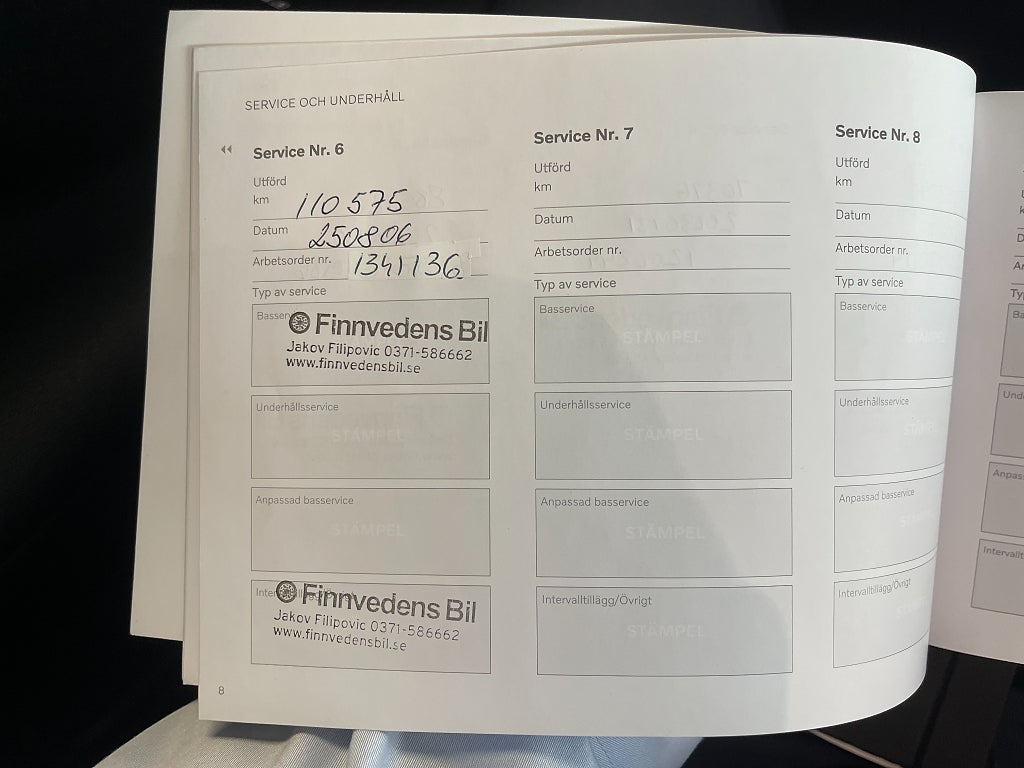 SERVICE OCH UNDERHÅLL
Service Nr. 6
Utförd
km 110575
Datum 250806
Arbetsorder nr. 1341136
Typ av service
Finnvedens Bil
Jakov Filipovic 0371-586662
www.finnvedensbil.se
Underhållsservice
STÄMPEL
Anpassad basservice
STÄMPEL
Finnvedens Bil
Jakov Filipovic 0371-586662
www.finnvedensbil.se
8
Service Nr. 7
Utförd
km
Datum
Arbetsorder nr.
Typ av service
Basservice
STÄMPEL
Underhållsservice
STÄMPEL
Anpassad basservice
STÄMPEL
Intervalltillägg/Övrigt
STÄMPEL
Service Nr. 8
Utförd
km
Datum
Arbetsorder nr.
Typ av service
Basservice
Underhållsservice
Anpassad basservice
Intervalltillägg/Övrigt